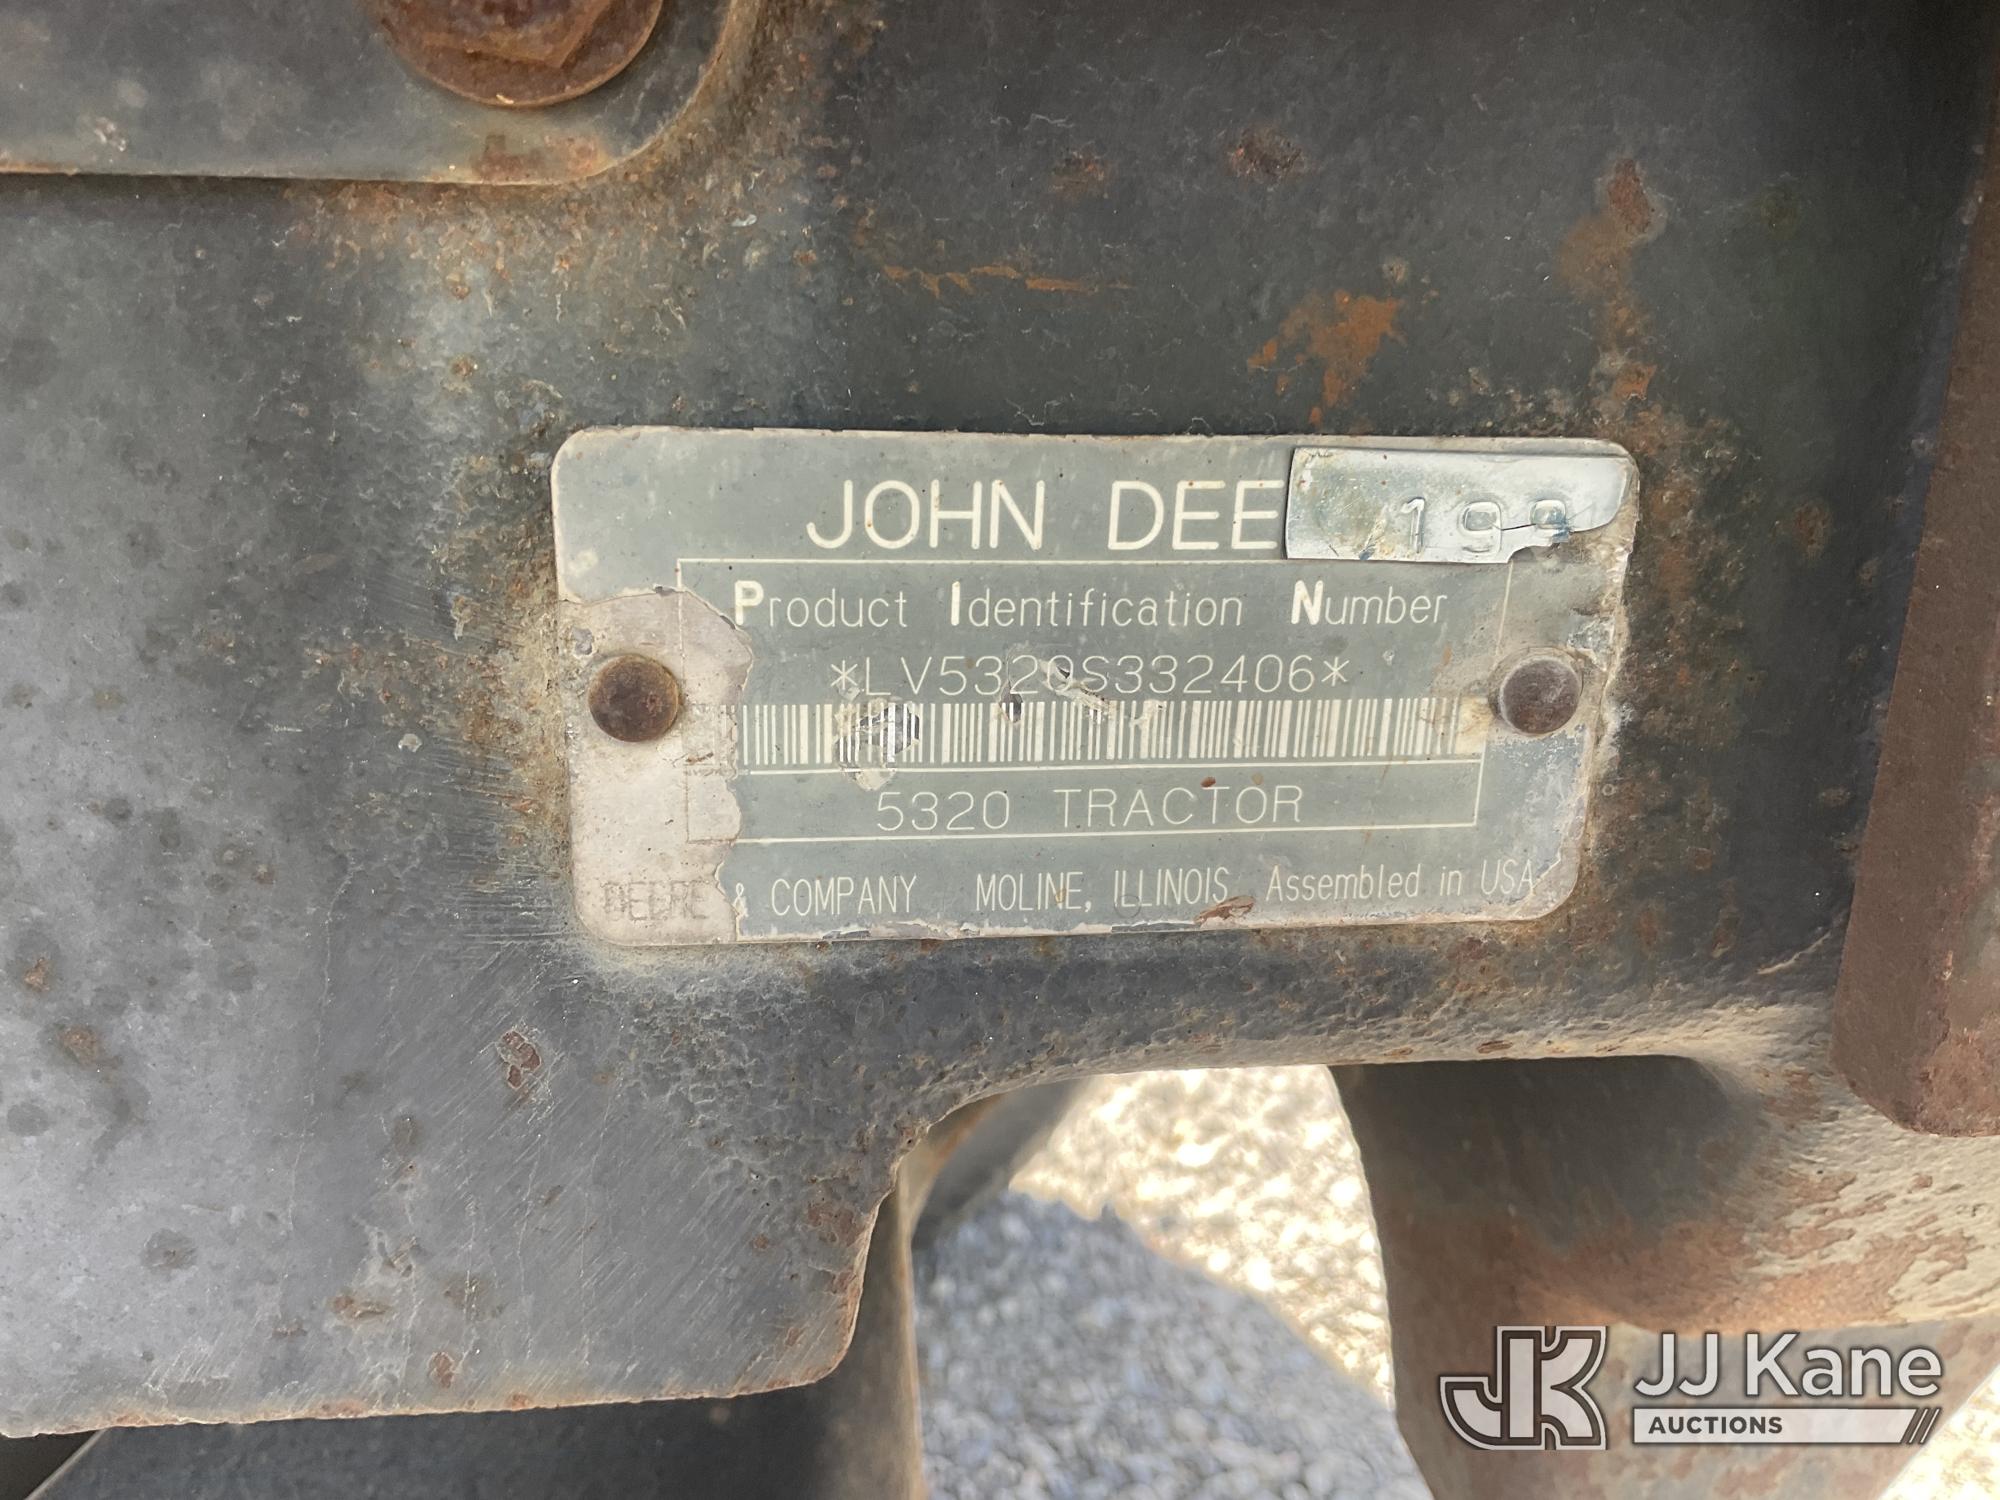 JOHN DEE
199
Product Identification Number
*LV5320S332406*
5320 TRACTOR
DEERE & COMPANY MOLINE, ILLINOIS Assembled in USA
JK JJ Kane
AUCTIONS